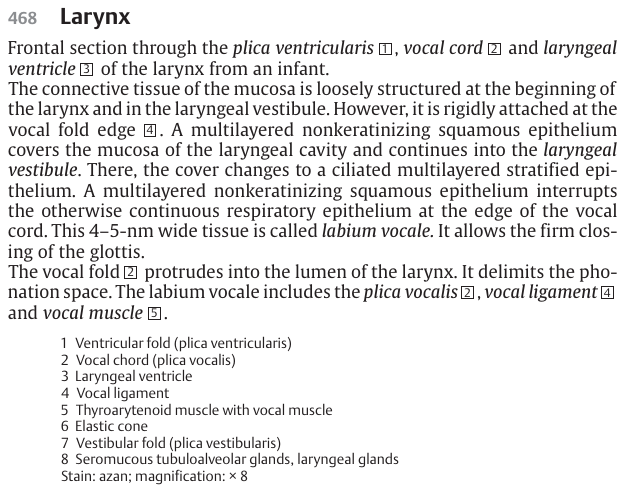 468 Larynx
Frontal section through the plica ventricularis 1, vocal cord 2 and laryngeal
ventricle 3 of the larynx from an infant.
The connective tissue of the mucosa is loosely structured at the beginning of
the larynx and in the laryngeal vestibule. However, it is rigidly attached at the
vocal fold edge 4. A multilayered nonkeratinizing squamous epithelium
covers the mucosa of the laryngeal cavity and continues into the laryngeal
vestibule. There, the cover changes to a ciliated multilayered stratified epi-
thelium. A multilayered nonkeratinizing squamous epithelium interrupts
the otherwise continuous respiratory epithelium at the edge of the vocal
cord. This 4–5-nm wide tissue is called labium vocale. It allows the firm clos-
ing of the glottis.
The vocal fold 2 protrudes into the lumen of the larynx. It delimits the pho-
nation space. The labium vocale includes the plica vocalis 2, vocal ligament 4
and vocal muscle 5.
1 Ventricular fold (plica ventricularis)
2 Vocal chord (plica vocalis)
3 Laryngeal ventricle
4 Vocal ligament
5 Thyroarytenoid muscle with vocal muscle
6 Elastic cone
7 Vestibular fold (plica vestibularis)
8 Seromucous tubuloalveolar glands, laryngeal glands
Stain: azan; magnification: × 8